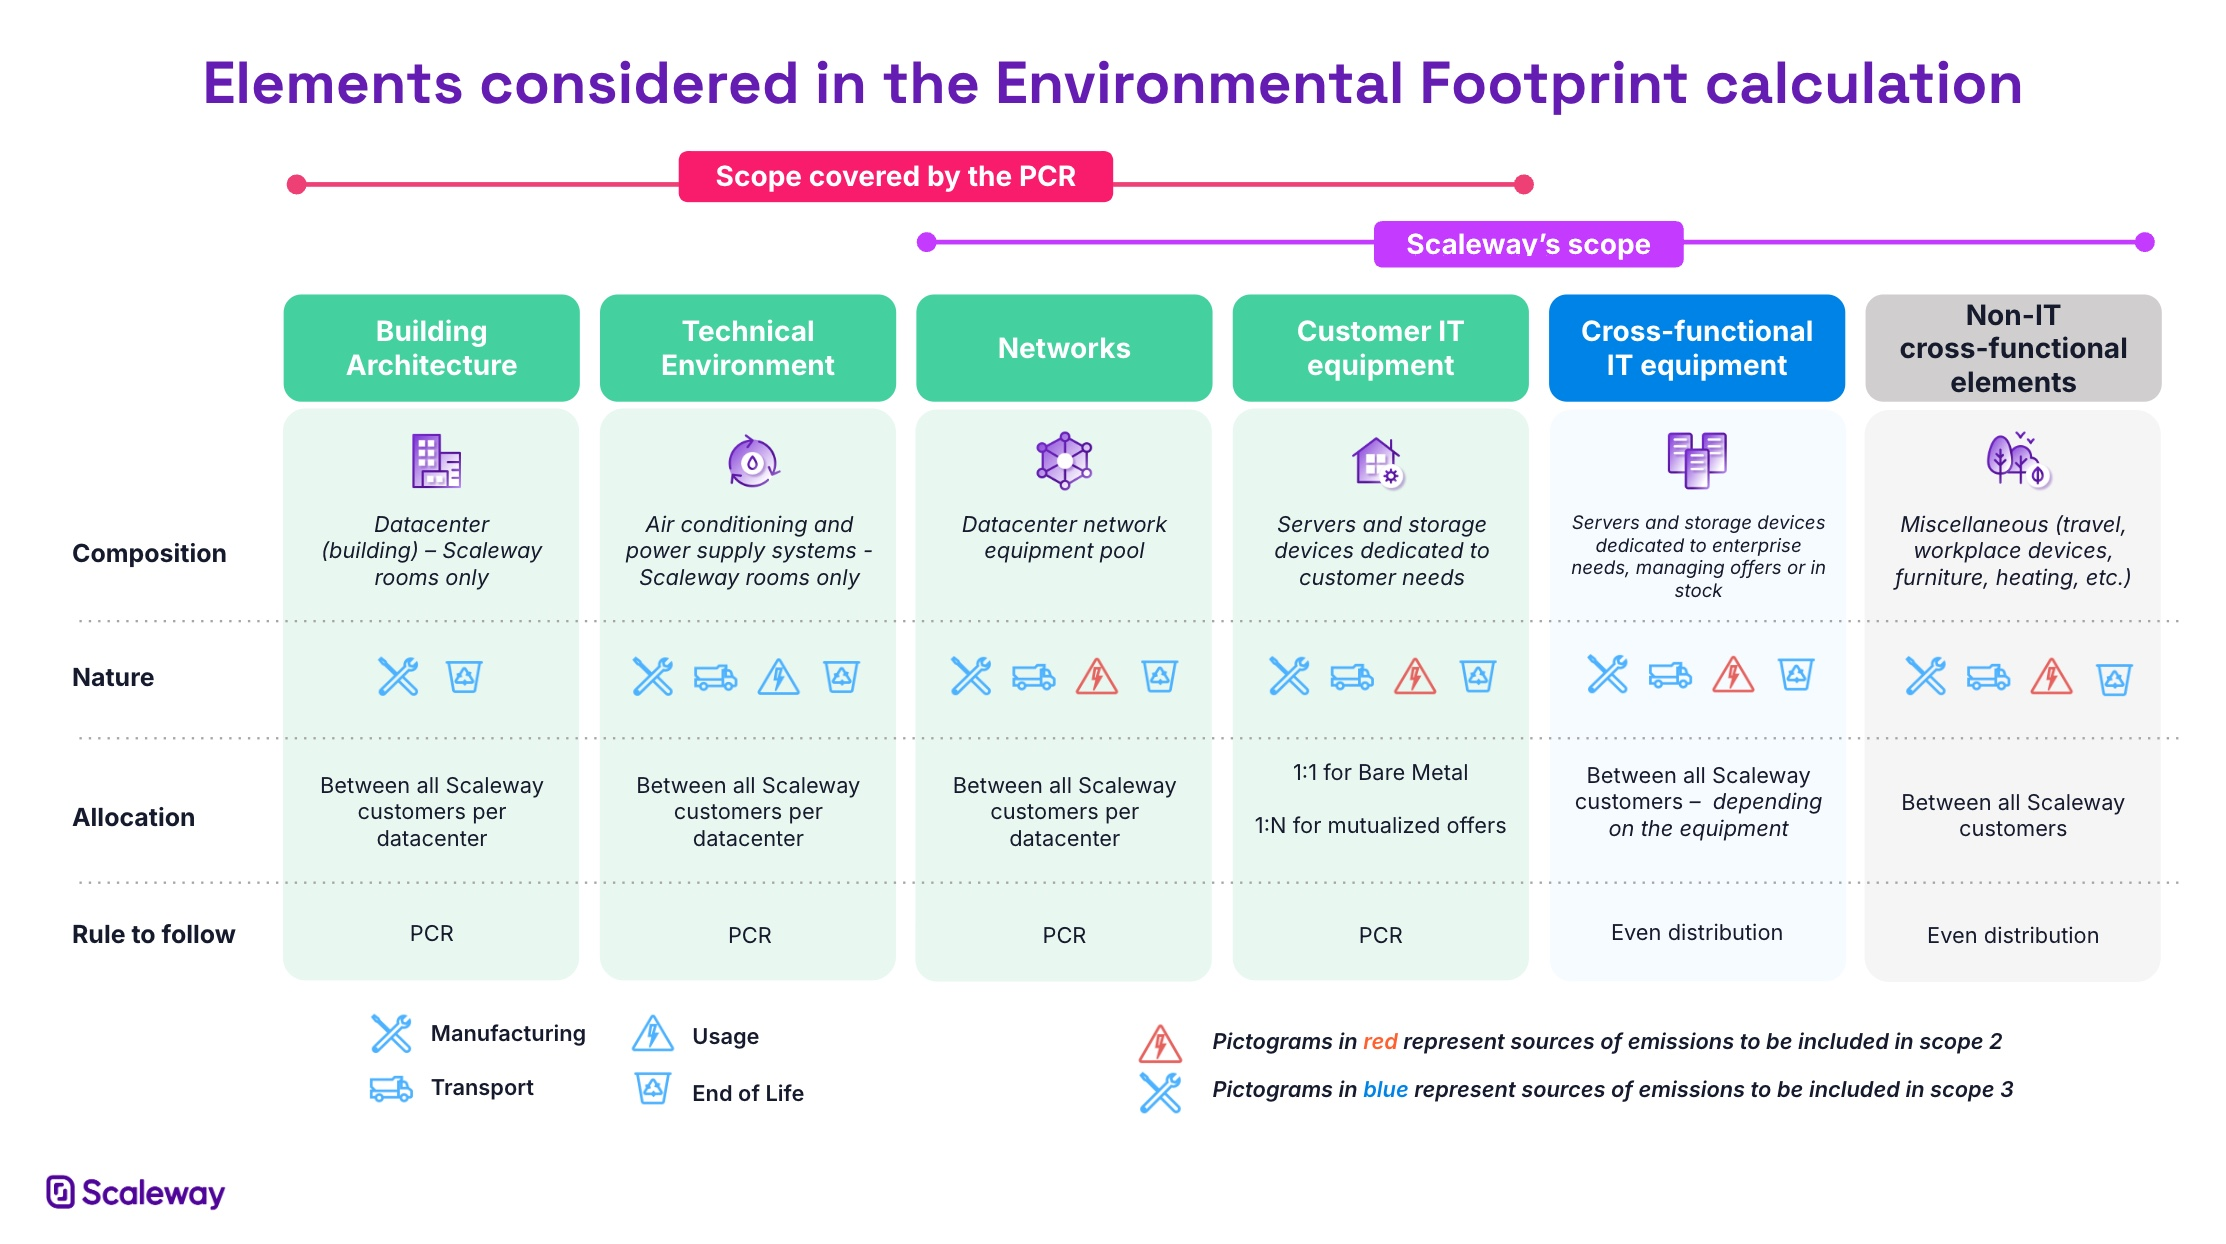 Elements considered in the Environmental Footprint calculation
Scope covered by the PCR
Scaleway's scope
Building
Architecture
Technical
Environment
Networks
Customer IT
equipment
Cross-functional
IT equipment
Non-IT
cross-functional
elements
Composition
Datacenter
(building) – Scaleway
rooms only
Air conditioning and
power supply systems -
Scaleway rooms only
Datacenter network
equipment pool
Servers and storage
devices dedicated to
customer needs
Servers and storage devices
dedicated to enterprise
needs, managing offers or in
stock
Miscellaneous (travel,
workplace devices,
furniture, heating, etc.)
Nature
Allocation
Between all Scaleway
customers per
datacenter
Between all Scaleway
customers per
datacenter
Between all Scaleway
customers per
datacenter
1:1 for Bare Metal
1:N for mutualized offers
Between all Scaleway
customers – depending
on the equipment
Between all Scaleway
customers
Rule to follow
PCR
PCR
PCR
PCR
Even distribution
Even distribution
Manufacturing
Usage
Transport
End of Life
Pictograms in red represent sources of emissions to be included in scope 2
Pictograms in blue represent sources of emissions to be included in scope 3
Scaleway